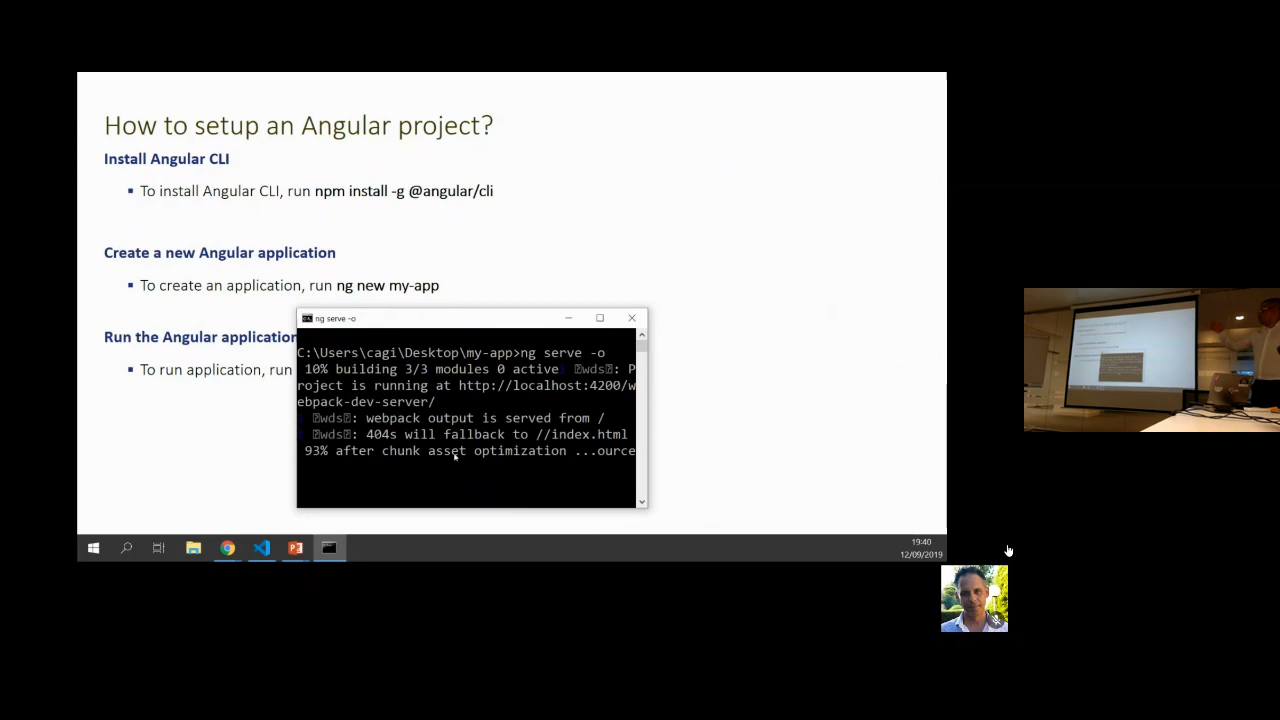 How to setup an Angular project?
Install Angular CLI
▪ To install Angular CLI, run npm install -g @angular/cli
Create a new Angular application
▪ To create an application, run ng new my-app
Run the Angular application
▪ To run application, run
ng serve -o
C:\Users\cagi\Desktop\my-app>ng serve -o
10% building 3/3 modules 0 active wds: P
roject is running at http://localhost:4200/w
ebpack-dev-server/
wds: webpack output is served from /
wds: 404s will fallback to //index.html
93% after chunk asset optimization ...ource
19:40
12/09/2019